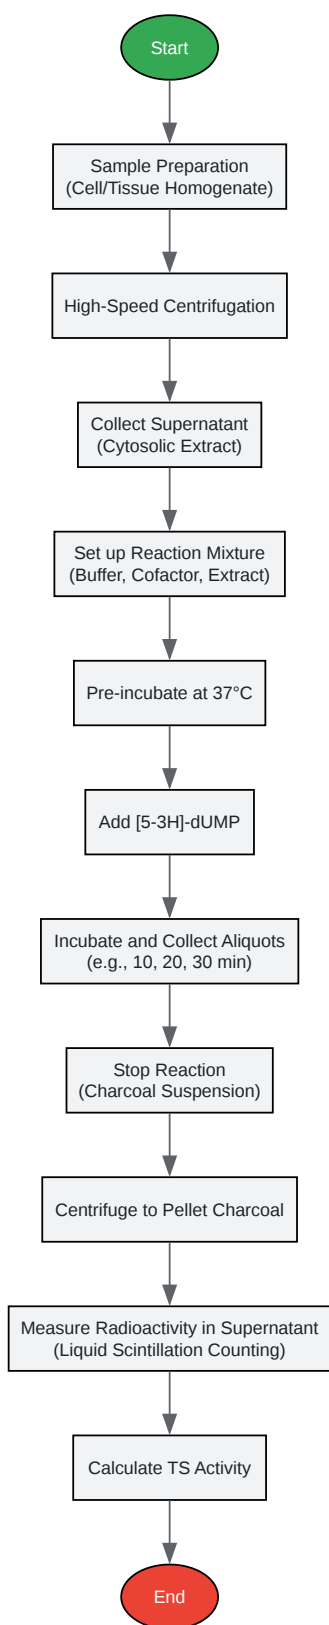 Start
Sample Preparation
(Cell/Tissue Homogenate)
High-Speed Centrifugation
Collect Supernatant
(Cytosolic Extract)
Set up Reaction Mixture
(Buffer, Cofactor, Extract)
Pre-incubate at 37°C
Add [5-3H]-dUMP
Incubate and Collect Aliquots
(e.g., 10, 20, 30 min)
Stop Reaction
(Charcoal Suspension)
Centrifuge to Pellet Charcoal
Measure Radioactivity in Supernatant
(Liquid Scintillation Counting)
Calculate TS Activity
End